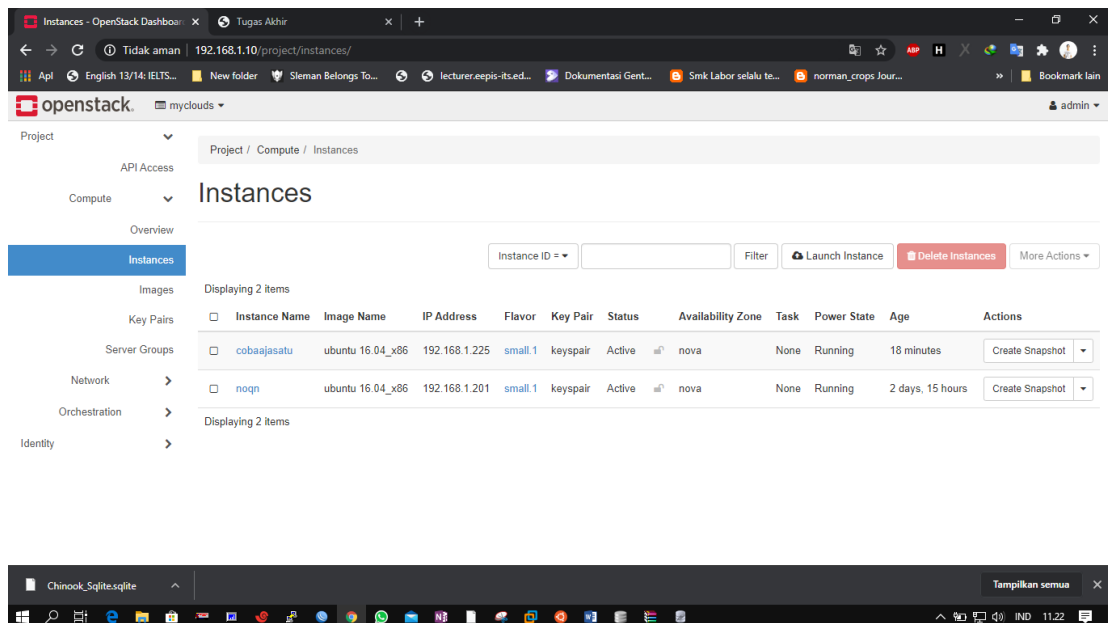 Instances - OpenStack Dashboar
Tugas Akhir
Tidak aman 192.168.1.10/project/instances/
ABP H
Apl English 13/14: IELTS... New folder Sleman Belongs To... lecturer.eepis-its.ed... Dokumentasi Gent... Smk Labor selalu te... norman_crops Jour... » Bookmark lain
openstack. myclouds admin
Project
API Access
Compute
Overview
Instances
Images
Key Pairs
Server Groups
Network
Orchestration
Identity
Project / Compute / Instances
Instances
Instance ID = Filter Launch Instance Delete Instances More Actions
Displaying 2 items
Instance Name Image Name IP Address Flavor Key Pair Status Availability Zone Task Power State Age Actions
cobaajasatu ubuntu 16.04_x86 192.168.1.225 small.1 keyspair Active nova None Running 18 minutes Create Snapshot
noqn ubuntu 16.04_x86 192.168.1.201 small.1 keyspair Active nova None Running 2 days, 15 hours Create Snapshot
Displaying 2 items
Chinook_Sqlite.sqlite Tampilkan semua
IND 11.22